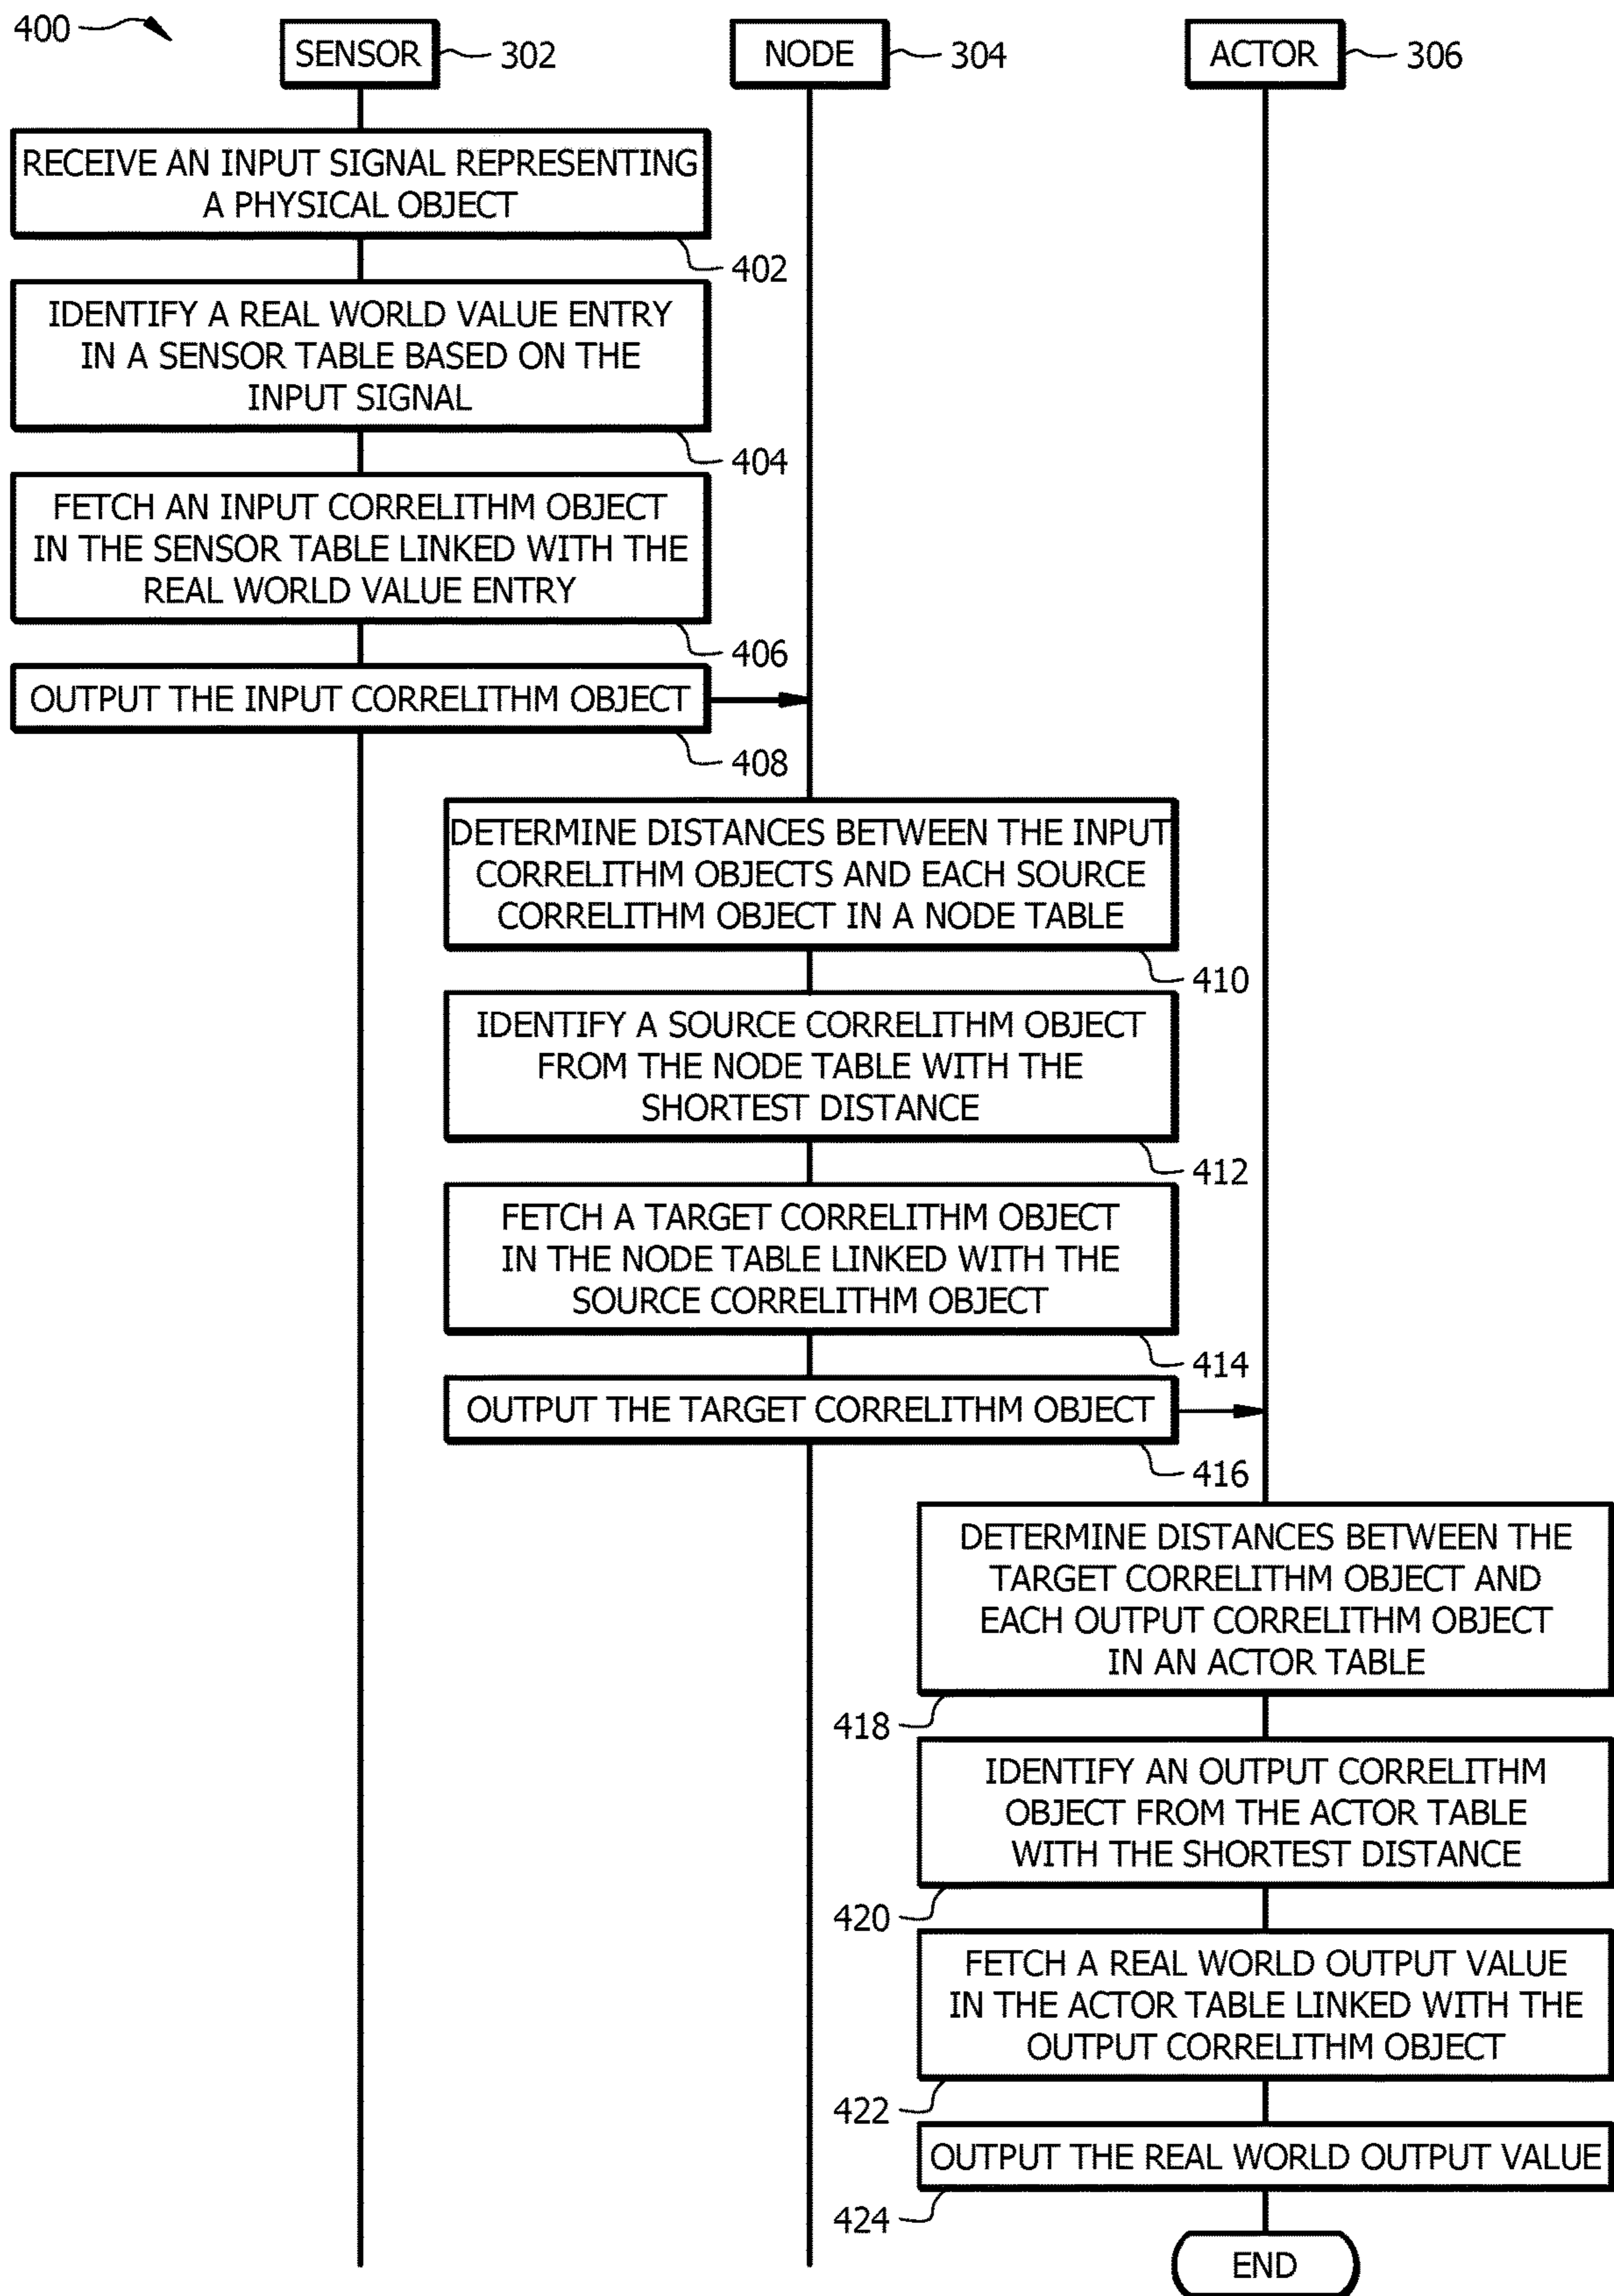 400
SENSOR
302
NODE
304
ACTOR
306
RECEIVE AN INPUT SIGNAL REPRESENTING
A PHYSICAL OBJECT
402
IDENTIFY A REAL WORLD VALUE ENTRY
IN A SENSOR TABLE BASED ON THE
INPUT SIGNAL
404
FETCH AN INPUT CORRELITHM OBJECT
IN THE SENSOR TABLE LINKED WITH THE
REAL WORLD VALUE ENTRY
406
OUTPUT THE INPUT CORRELITHM OBJECT
408
DETERMINE DISTANCES BETWEEN THE INPUT
CORRELITHM OBJECTS AND EACH SOURCE
CORRELITHM OBJECT IN A NODE TABLE
410
IDENTIFY A SOURCE CORRELITHM OBJECT
FROM THE NODE TABLE WITH THE
SHORTEST DISTANCE
412
FETCH A TARGET CORRELITHM OBJECT
IN THE NODE TABLE LINKED WITH THE
SOURCE CORRELITHM OBJECT
414
OUTPUT THE TARGET CORRELITHM OBJECT
416
DETERMINE DISTANCES BETWEEN THE
TARGET CORRELITHM OBJECT AND
EACH OUTPUT CORRELITHM OBJECT
IN AN ACTOR TABLE
418
IDENTIFY AN OUTPUT CORRELITHM
OBJECT FROM THE ACTOR TABLE
WITH THE SHORTEST DISTANCE
420
FETCH A REAL WORLD OUTPUT VALUE
IN THE ACTOR TABLE LINKED WITH THE
OUTPUT CORRELITHM OBJECT
422
OUTPUT THE REAL WORLD OUTPUT VALUE
424
END